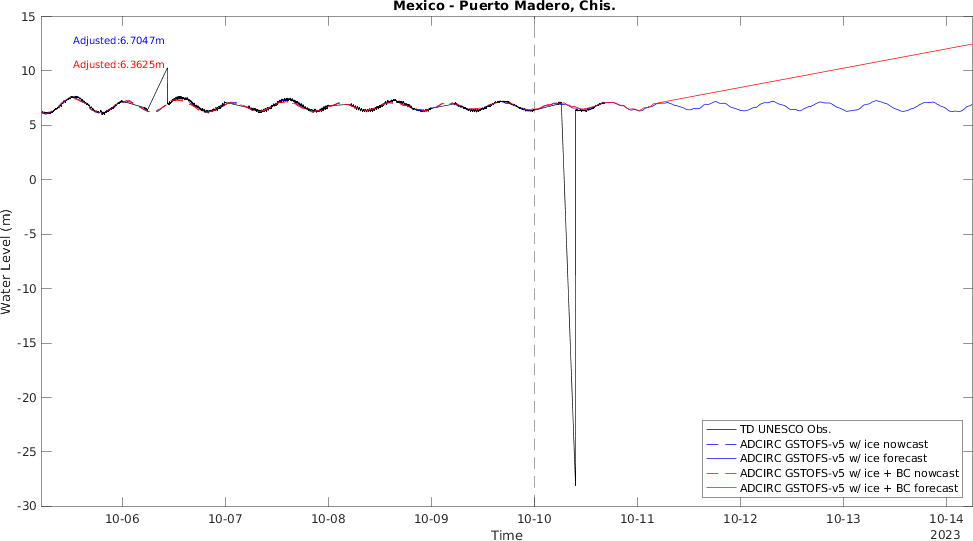 Mexico - Puerto Madero, Chis.
15
10
5
0
-5
-10
-15
-20
-25
-30
Water Level (m)
Adjusted:6.7047m
Adjusted:6.3625m
TD UNESCO Obs.
ADCIRC GSTOFS-v5 w/ ice nowcast
ADCIRC GSTOFS-v5 w/ ice forecast
ADCIRC GSTOFS-v5 w/ ice + BC nowcast
ADCIRC GSTOFS-v5 w/ ice + BC forecast
10-06 10-07 10-08 10-09 10-10 10-11 10-12 10-13 10-14
Time
2023